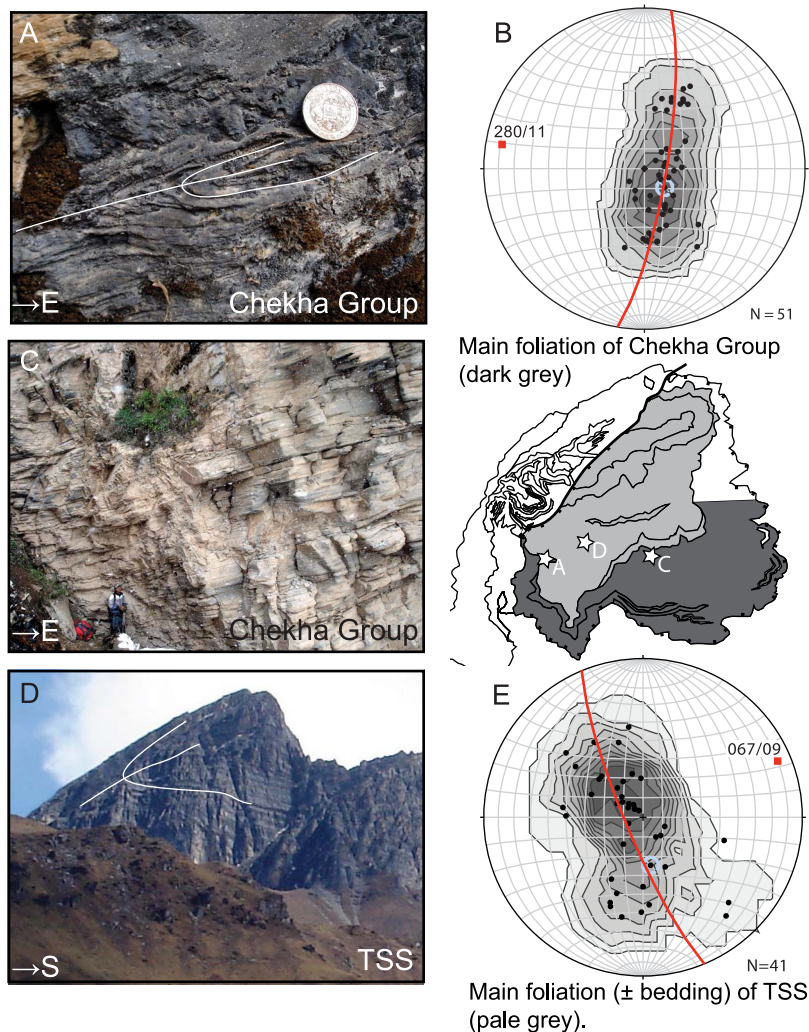 A
→E
Chekha Group
B
280/11
N = 51
Main foliation of Chekha Group
(dark grey)
C
→E
Chekha Group
A
D
C
D
→S
TSS
E
067/09
N=41
Main foliation (± bedding) of TSS
(pale grey).